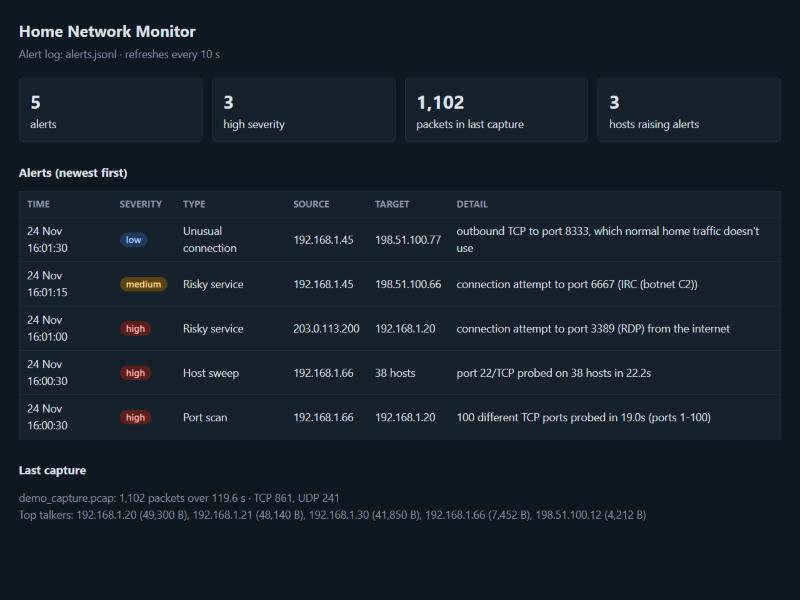 Home Network Monitor
Alert log: alerts.jsonl · refreshes every 10 s
5
alerts
3
high severity
1,102
packets in last capture
3
hosts raising alerts
Alerts (newest first)
TIME SEVERITY TYPE SOURCE TARGET DETAIL
24 Nov 16:01:30 low Unusual connection 192.168.1.45 198.51.100.77 outbound TCP to port 8333, which normal home traffic doesn't use
24 Nov 16:01:15 medium Risky service 192.168.1.45 198.51.100.66 connection attempt to port 6667 (IRC (botnet C2))
24 Nov 16:01:00 high Risky service 203.0.113.200 192.168.1.20 connection attempt to port 3389 (RDP) from the internet
24 Nov 16:00:30 high Host sweep 192.168.1.66 38 hosts port 22/TCP probed on 38 hosts in 22.2s
24 Nov 16:00:30 high Port scan 192.168.1.66 192.168.1.20 100 different TCP ports probed in 19.0s (ports 1-100)
Last capture
demo_capture.pcap: 1,102 packets over 119.6 s · TCP 861, UDP 241
Top talkers: 192.168.1.20 (49,300 B), 192.168.1.21 (48,140 B), 192.168.1.30 (41,850 B), 192.168.1.66 (7,452 B), 198.51.100.12 (4,212 B)